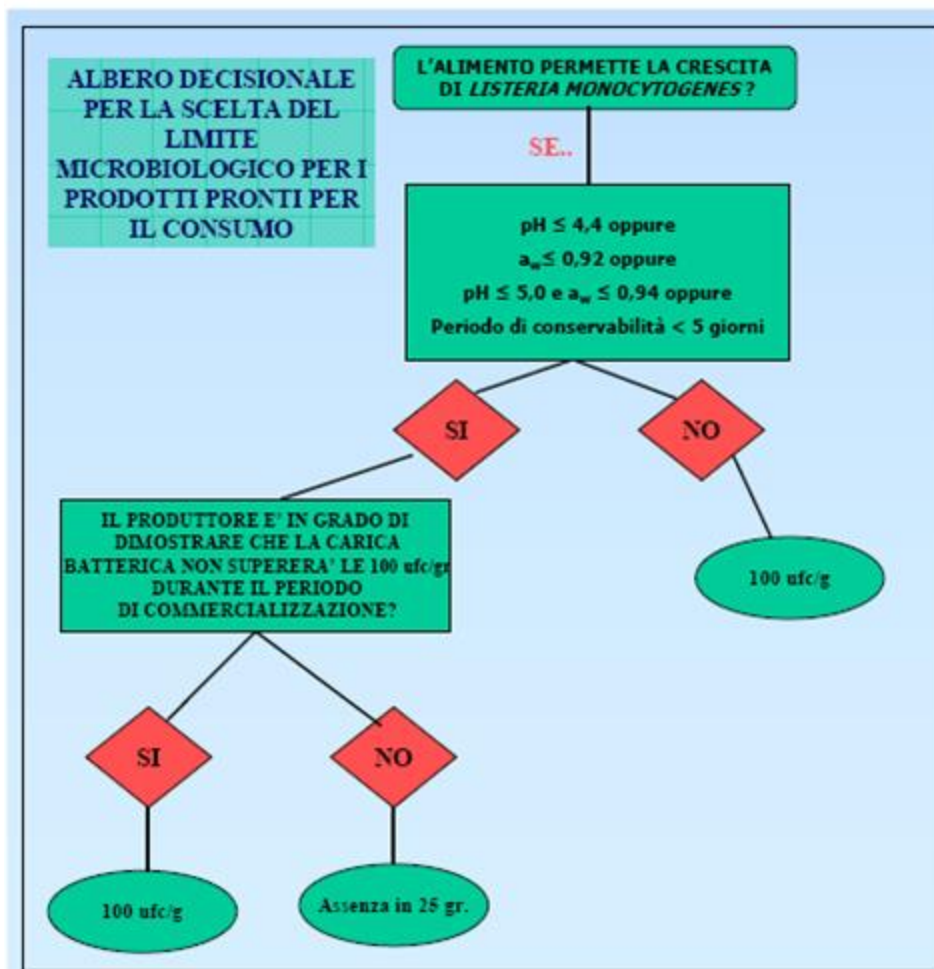 ALBERO DECISIONALE
PER LA SCELTA DEL
LIMITE
MICROBIOLOGICO PER I
PRODOTTI PRONTI PER
IL CONSUMO
L'ALIMENTO PERMETTE LA CRESCITA
DI LISTERIA MONOCYTOGENES ?
SE..
pH ≤ 4,4 oppure
aw≤ 0,92 oppure
pH ≤ 5,0 e aw ≤ 0,94 oppure
Periodo di conservabilità < 5 giorni
SI
NO
IL PRODUTTORE E' IN GRADO DI
DIMOSTRARE CHE LA CARICA
BATTERICA NON SUPERERA' LE 100 ufc/gr
DURANTE IL PERIODO
DI COMMERCIALIZZAZIONE?
100 ufc/g
SI
NO
100 ufc/g
Assenza in 25 gr.